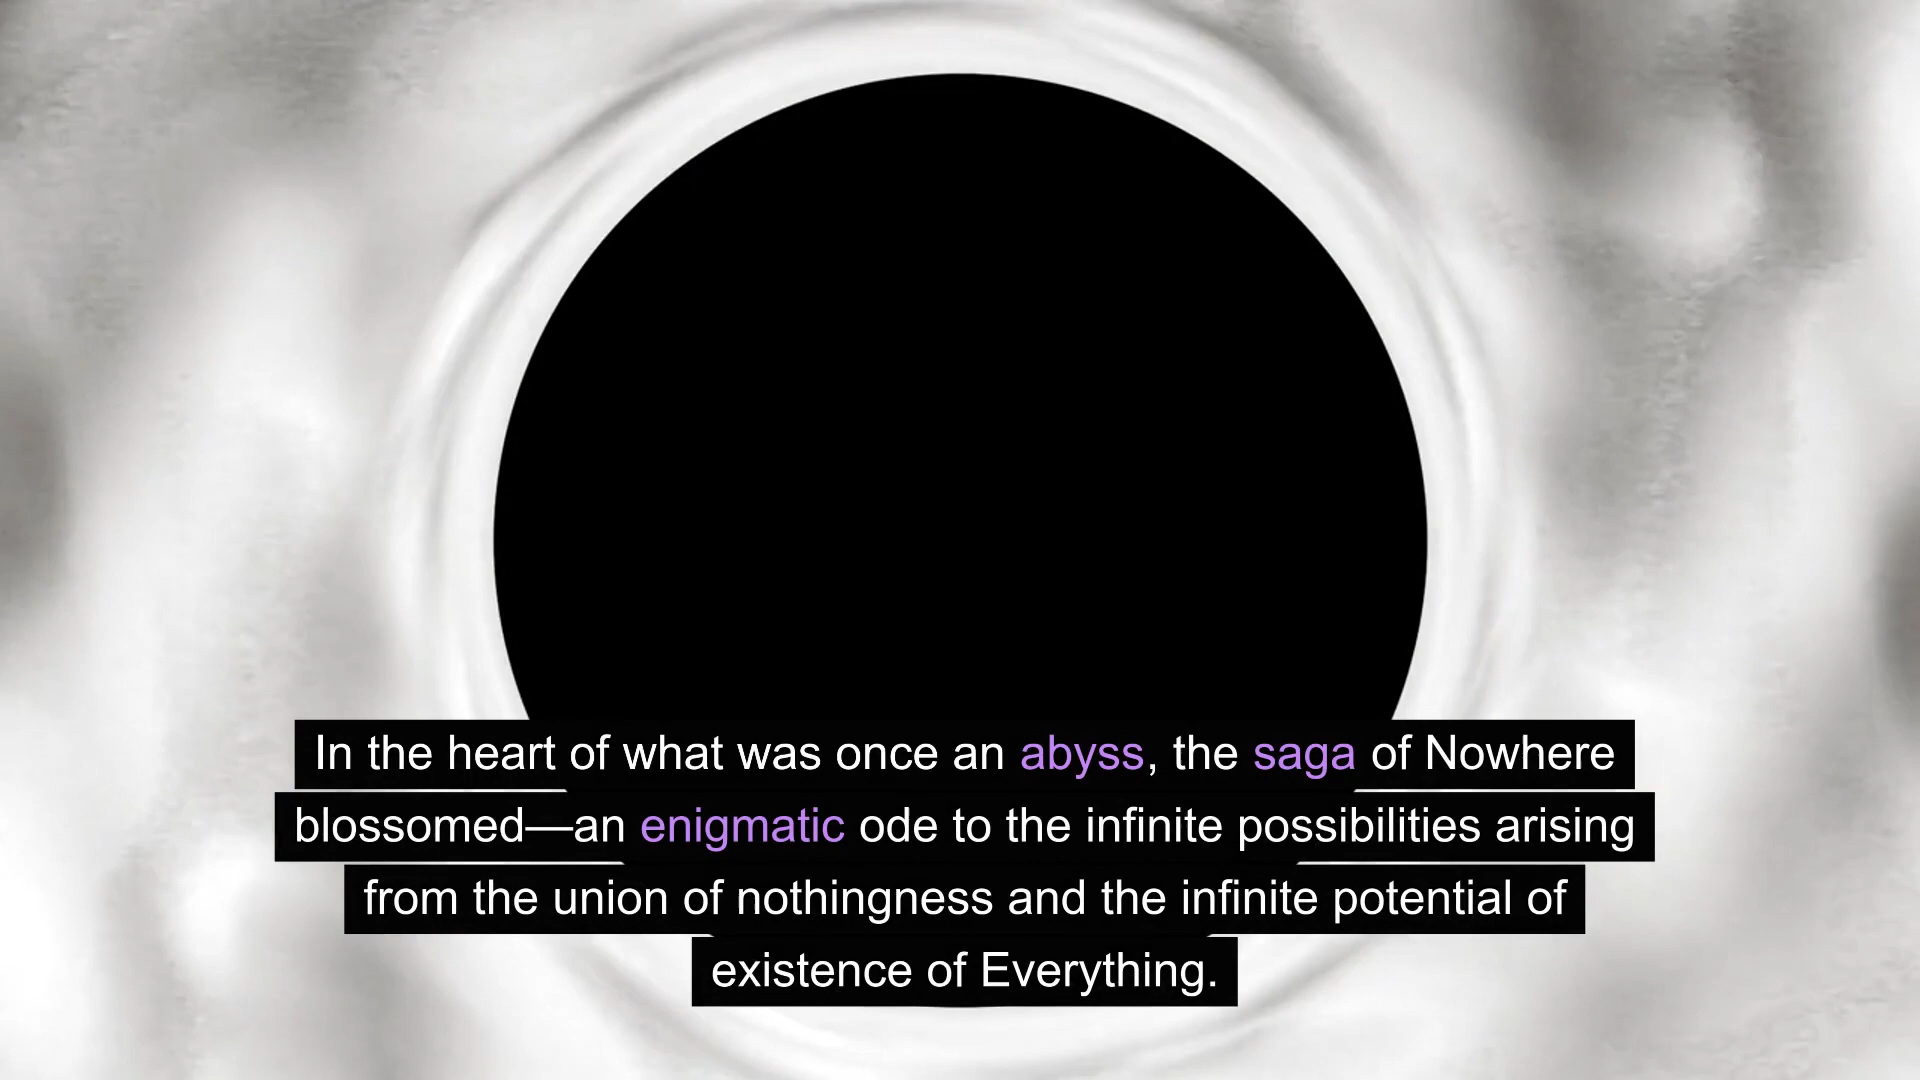 In the heart of what was once an abyss, the saga of Nowhere
blossomed—an enigmatic ode to the infinite possibilities arising
from the union of nothingness and the infinite potential of
existence of Everything.